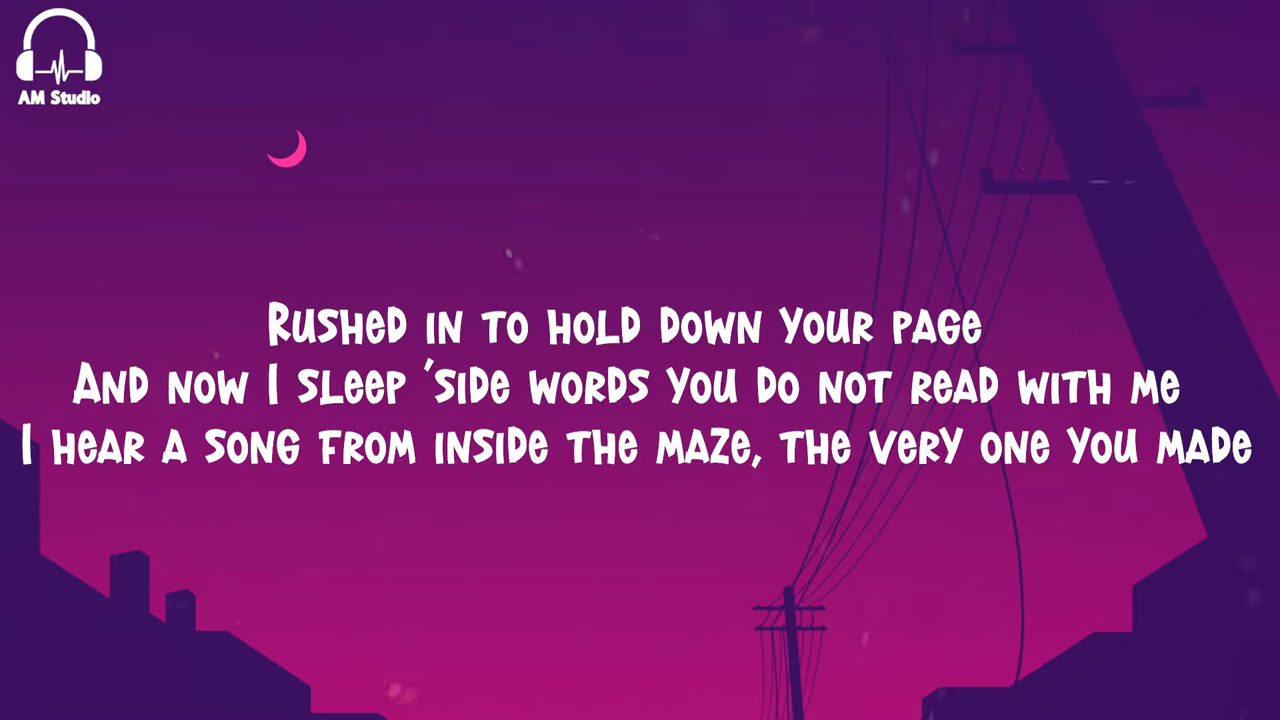 AM Studio
Rushed in to hold down your page
And now I sleep 'side words you do not read with me
I hear a song from inside the maze, the very one you made